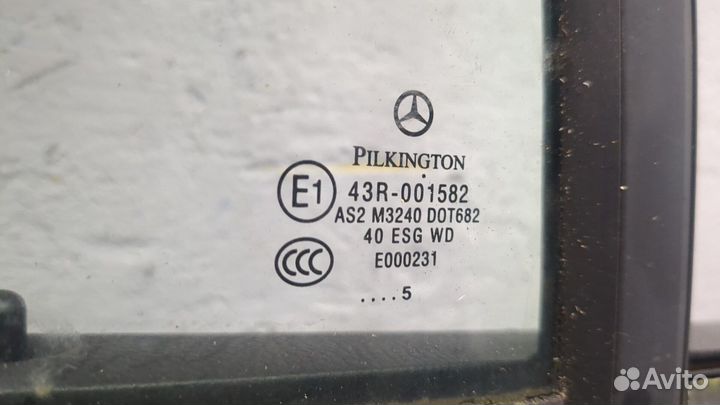 PILKINGTON
E1
43R-001582
AS2 M3240 DOT682
40 ESG WD
CCC
E000231
....5
Avito